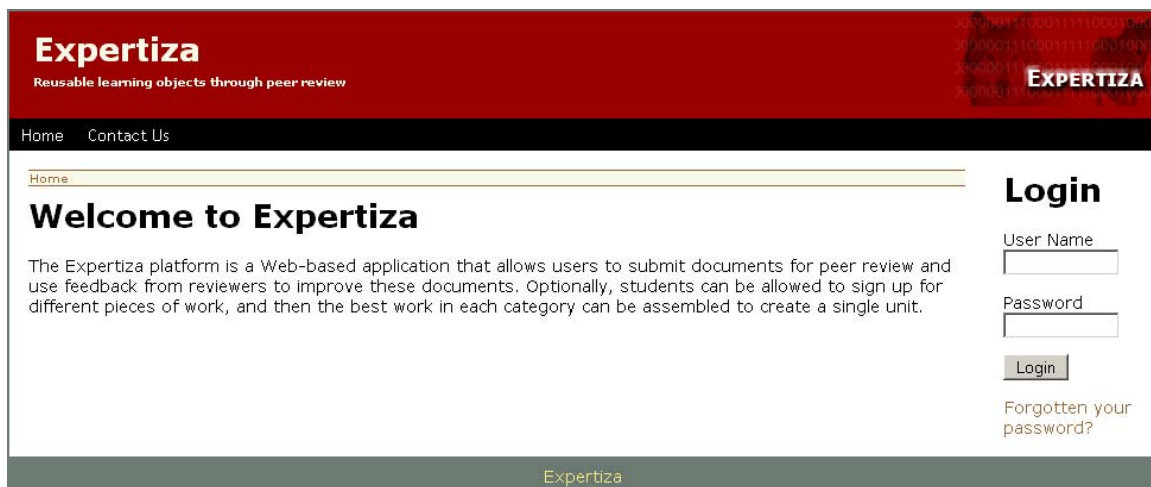 Expertiza
Reusable learning objects through peer review
EXPERTIZA
Home Contact Us
Home
Welcome to Expertiza
The Expertiza platform is a Web-based application that allows users to submit documents for peer review and
use feedback from reviewers to improve these documents. Optionally, students can be allowed to sign up for
different pieces of work, and then the best work in each category can be assembled to create a single unit.
Login
User Name
Password
Login
Forgotten your
password?
Expertiza